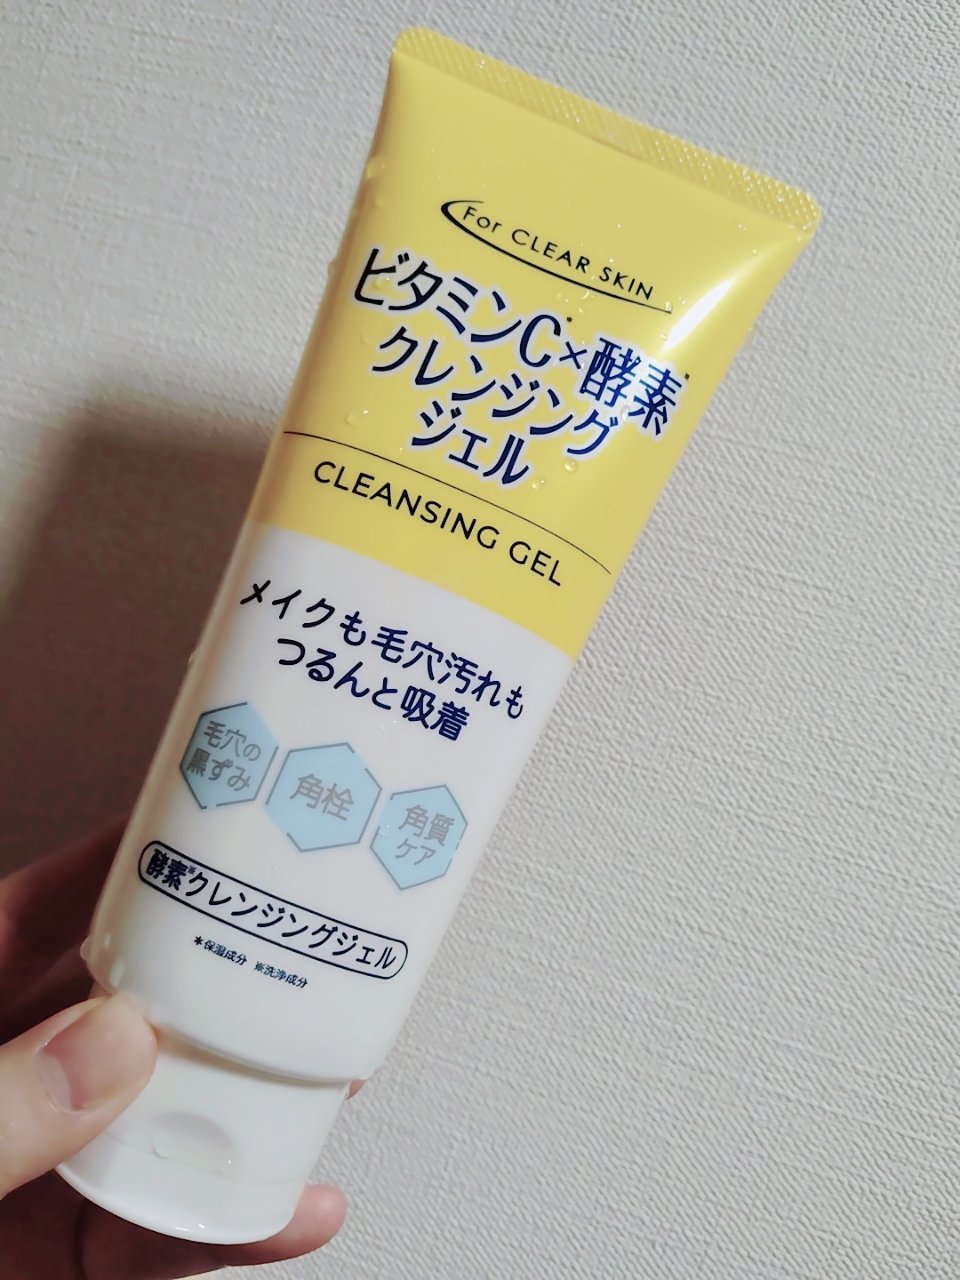 For CLEAR SKIN
ビタミンC*×酵素※
クレンジング
ジェル
CLEANSING GEL
メイクも毛穴汚れも
つるんと吸着
毛穴の
黒ずみ
角栓
角質
ケア
酵素※クレンジングジェル
*保湿成分 ※洗浄成分